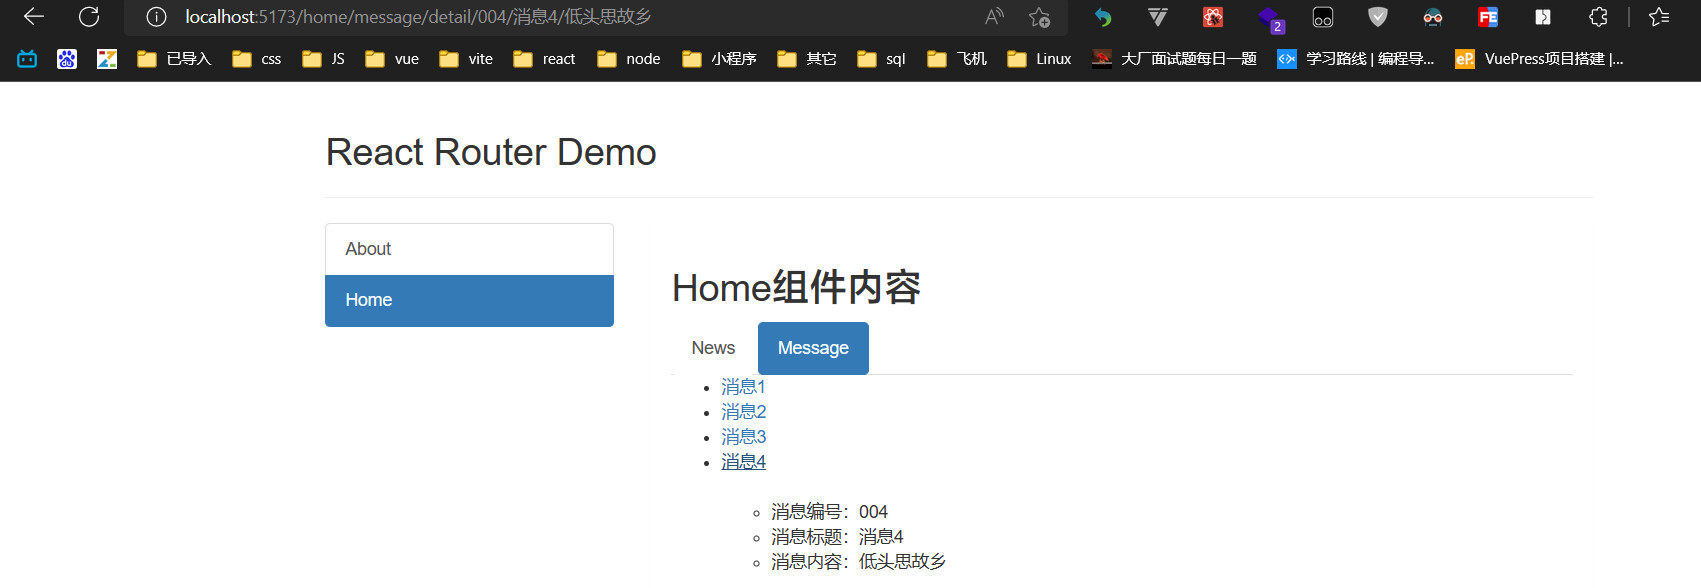 localhost:5173/home/message/detail/004/消息4/低头思故乡
2
已导入 css JS vue vite react node 小程序 其它 sql 飞机 Linux 大厂面试题每日一题 学习路线 | 编程导... VuePress项目搭建 |...
React Router Demo
About
Home
Home组件内容
News Message
消息1
消息2
消息3
消息4
消息编号：004
消息标题：消息4
消息内容：低头思故乡